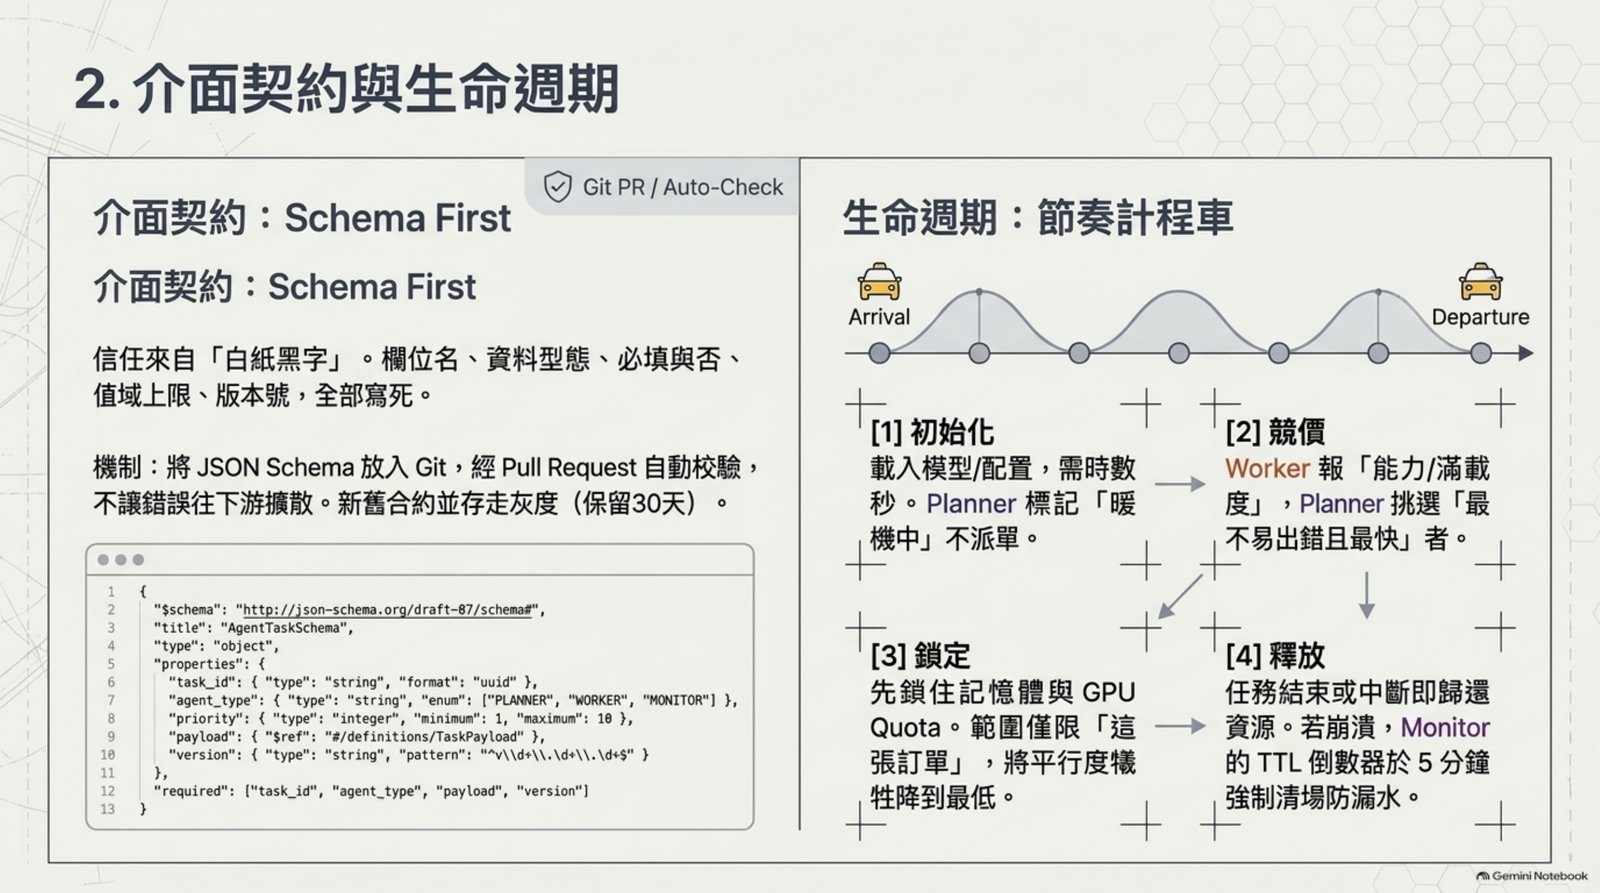 2. 介面契約與生命週期
Git PR / Auto-Check
介面契約：Schema First
介面契約：Schema First
信任來自「白紙黑字」。欄位名、資料型態、必填與否、
值域上限、版本號，全部寫死。
機制：將 JSON Schema 放入 Git，經 Pull Request 自動校驗，
不讓錯誤往下游擴散。新舊合約並存走灰度（保留30天）。
1 {
2 "$schema": "http://json-schema.org/draft-87/schema#",
3 "title": "AgentTaskSchema",
4 "type": "object",
5 "properties": {
6 "task_id": { "type": "string", "format": "uuid" },
7 "agent_type": { "type": "string", "enum": ["PLANNER", "WORKER", "MONITOR"] },
8 "priority": { "type": "integer", "minimum": 1, "maximum": 10 },
9 "payload": { "$ref": "#/definitions/TaskPayload" },
10 "version": { "type": "string", "pattern": "^v\\d+\\.\d+\\.\d+$" }
11 },
12 "required": ["task_id", "agent_type", "payload", "version"]
13 }
生命週期：節奏計程車
Arrival
Departure
[1] 初始化
載入模型/配置，需時數
秒。Planner 標記「暖
機中」不派單。
[2] 競價
Worker 報「能力/滿載
度」，Planner 挑選「最
不易出錯且最快」者。
[3] 鎖定
先鎖住記憶體與 GPU
Quota。範圍僅限「這
張訂單」，將平行度犧
牲降到最低。
[4] 釋放
任務結束或中斷即歸還
資源。若崩潰，Monitor
的 TTL 倒數器於 5 分鐘
強制清場防漏水。
Gemini Notebook